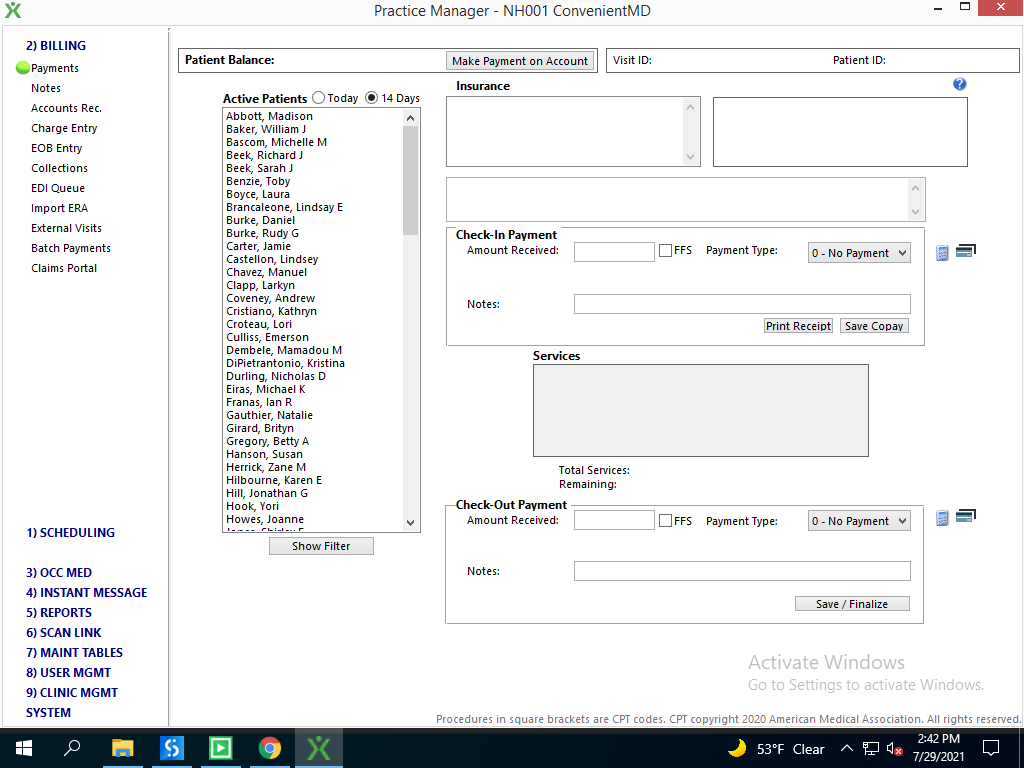 Practice Manager - NH001 ConvenientMD
2) BILLING
Payments
Notes
Accounts Rec.
Charge Entry
EOB Entry
Collections
EDI Queue
Import ERA
External Visits
Batch Payments
Claims Portal
1) SCHEDULING
3) OCC MED
4) INSTANT MESSAGE
5) REPORTS
6) SCAN LINK
7) MAINT TABLES
8) USER MGMT
9) CLINIC MGMT
SYSTEM
Patient Balance:
Make Payment on Account
Visit ID:
Patient ID:
Active Patients
Today
14 Days
Abbott, Madison
Baker, William J
Bascom, Michelle M
Beek, Richard J
Beek, Sarah J
Benzie, Toby
Boyce, Laura
Brancaleone, Lindsay E
Burke, Daniel
Burke, Rudy G
Carter, Jamie
Castellon, Lindsey
Chavez, Manuel
Clapp, Larkyn
Coveney, Andrew
Cristiano, Kathryn
Croteau, Lori
Culliss, Emerson
Dembele, Mamadou M
DiPietrantonio, Kristina
Durling, Nicholas D
Eiras, Michael K
Franas, Ian R
Gauthier, Natalie
Girard, Brityn
Gregory, Betty A
Hanson, Susan
Herrick, Zane M
Hilbourne, Karen E
Hill, Jonathan G
Hook, Yori
Howes, Joanne
Show Filter
Insurance
?
Check-In Payment
Amount Received:
FFS
Payment Type:
0 - No Payment
Notes:
Print Receipt
Save Copay
Services
Total Services:
Remaining:
Check-Out Payment
Amount Received:
FFS
Payment Type:
0 - No Payment
Notes:
Save / Finalize
Activate Windows
Go to Settings to activate Windows.
Procedures in square brackets are CPT codes. CPT copyright 2020 American Medical Association. All rights reserved.
53°F Clear
2:42 PM
7/29/2021